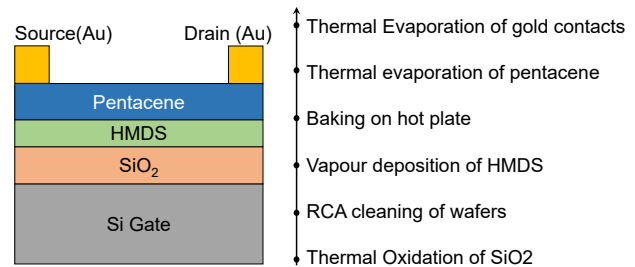 Source(Au)
Drain (Au)
Pentacene
HMDS
SiO₂
Si Gate
Thermal Evaporation of gold contacts
Thermal evaporation of pentacene
Baking on hot plate
Vapour deposition of HMDS
RCA cleaning of wafers
Thermal Oxidation of SiO2